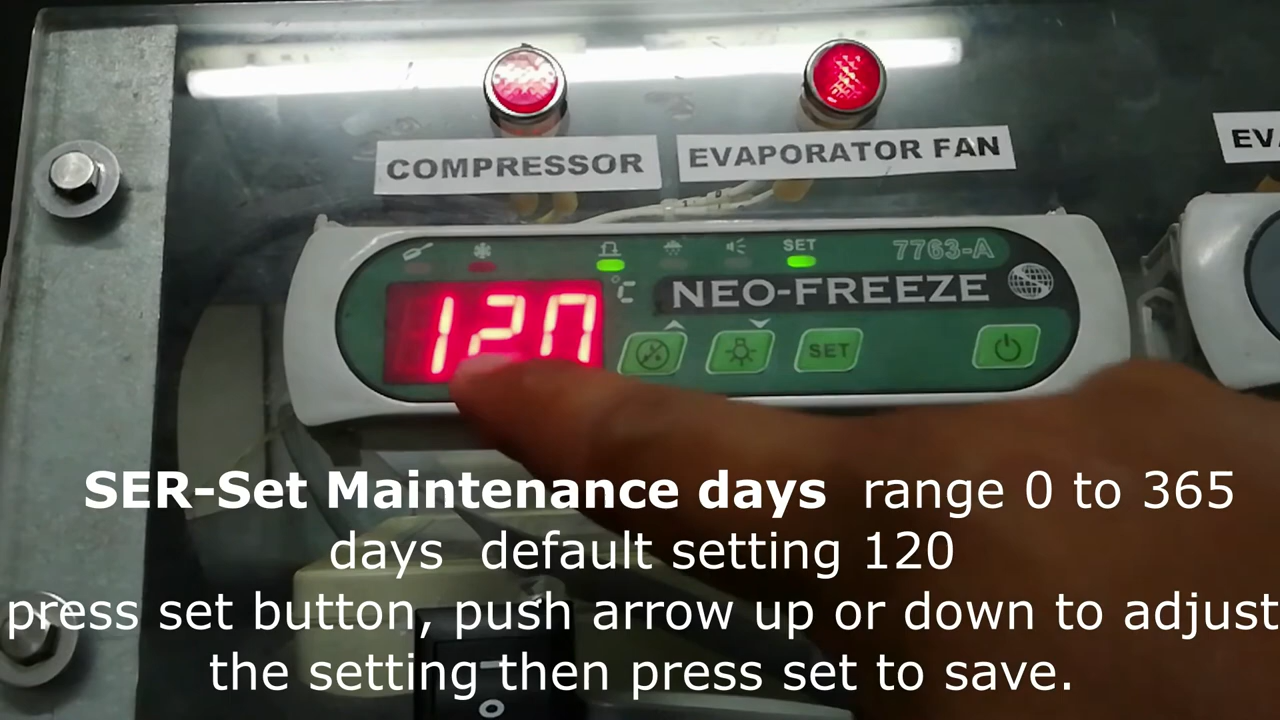 COMPRESSOR
EVAPORATOR FAN
EV
SET
7763-A
120
°C
NEO-FREEZE
SET
SER-Set Maintenance days range 0 to 365
days default setting 120
press set button, push arrow up or down to adjust
the setting then press set to save.